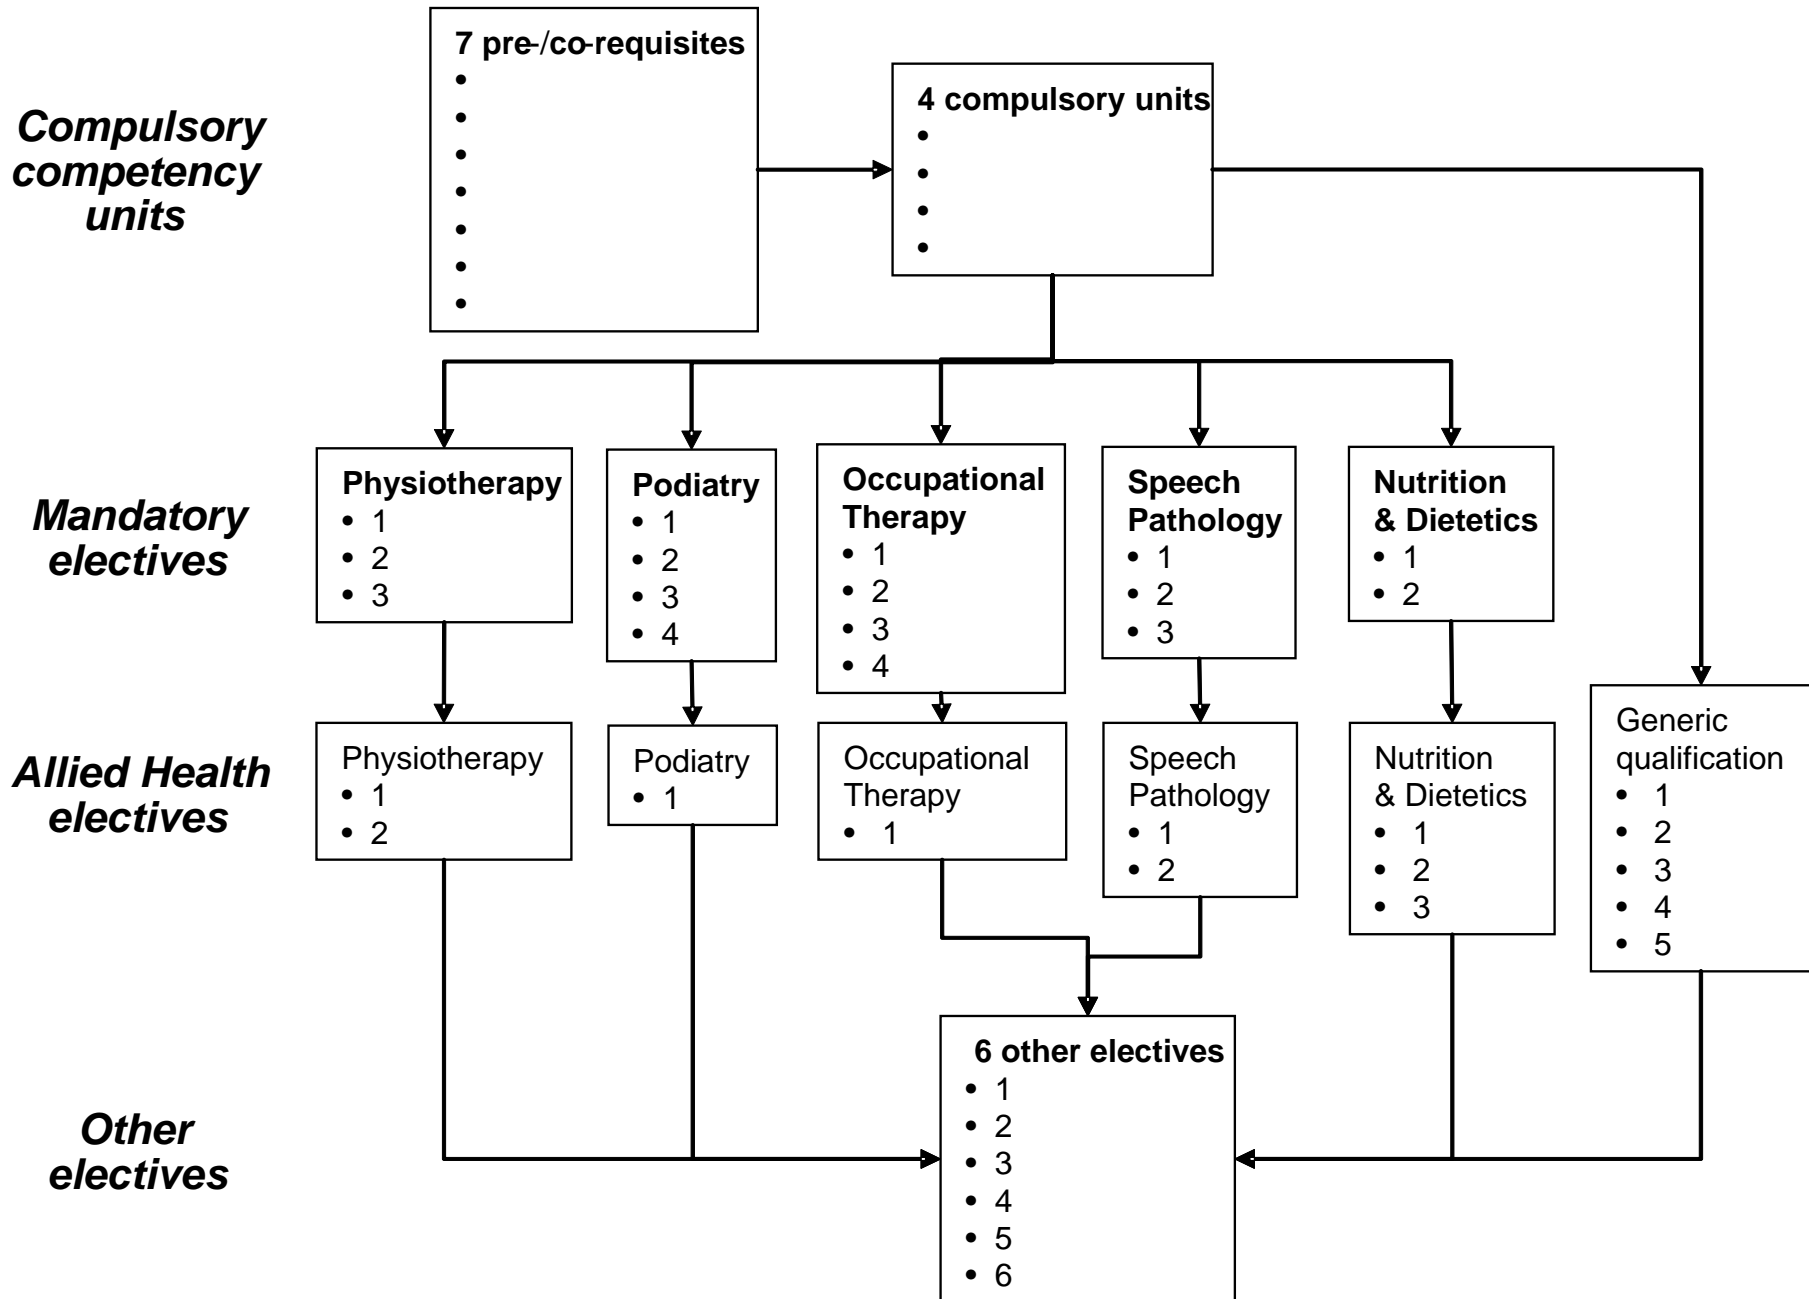 7 pre-/co-requisites
•
•
•
•
•
•
•
4 compulsory units
•
•
•
•
Compulsory
competency
units
Mandatory
electives
Physiotherapy
• 1
• 2
• 3
Podiatry
• 1
• 2
• 3
• 4
Occupational
Therapy
• 1
• 2
• 3
• 4
Speech
Pathology
• 1
• 2
• 3
Nutrition
& Dietetics
• 1
• 2
Allied Health
electives
Physiotherapy
• 1
• 2
Podiatry
• 1
Occupational
Therapy
• 1
Speech
Pathology
• 1
• 2
Nutrition
& Dietetics
• 1
• 2
• 3
Generic
qualification
• 1
• 2
• 3
• 4
• 5
Other
electives
6 other electives
• 1
• 2
• 3
• 4
• 5
• 6